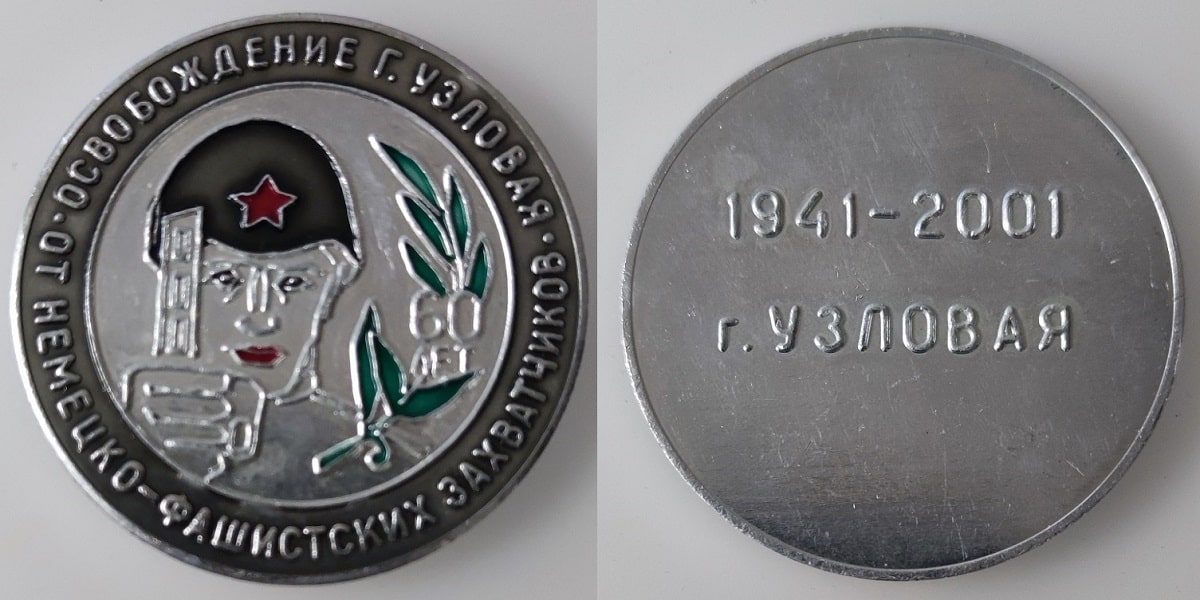 ОСВОБОЖДЕНИЕ Г. УЗЛОВАЯ
ОТ НЕМЕЦКО-ФАШИСТСКИХ ЗАХВАТЧИКОВ
60
ЛЕТ
1941-2001
г. УЗЛОВАЯ